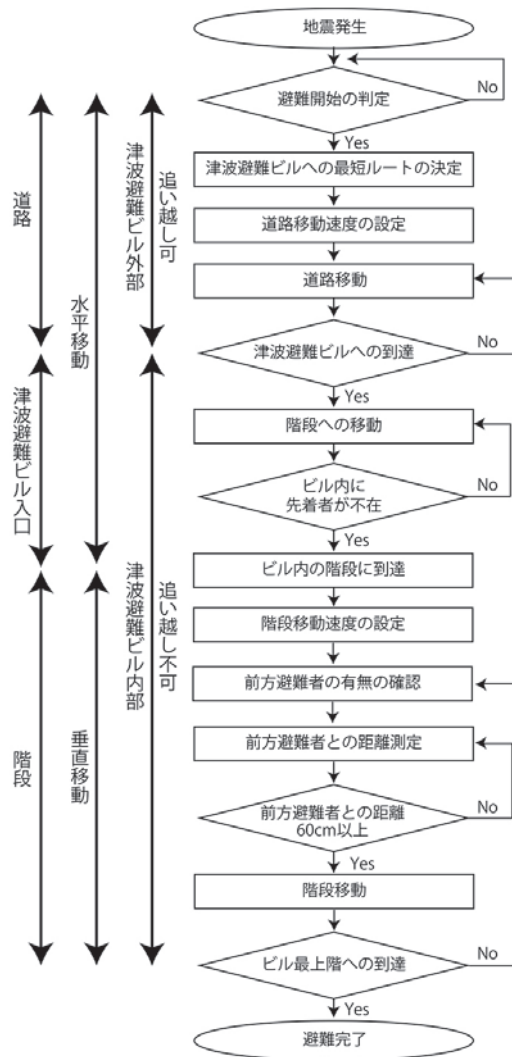 地震発生
No
避難開始の判定
Yes
津波避難ビルへの最短ルートの決定
道路移動速度の設定
道路移動
No
津波避難ビルへの到達
Yes
階段への移動
No
ビル内に
先着者が不在
Yes
ビル内の階段に到達
階段移動速度の設定
前方避難者の有無の確認
前方避難者との距離測定
No
前方避難者との距離
60cm以上
Yes
階段移動
No
ビル最上階への到達
Yes
避難完了
道路
津波避難ビル入口
階段
水平移動
垂直移動
追い越し可
津波避難ビル外部
追い越し不可
津波避難ビル内部